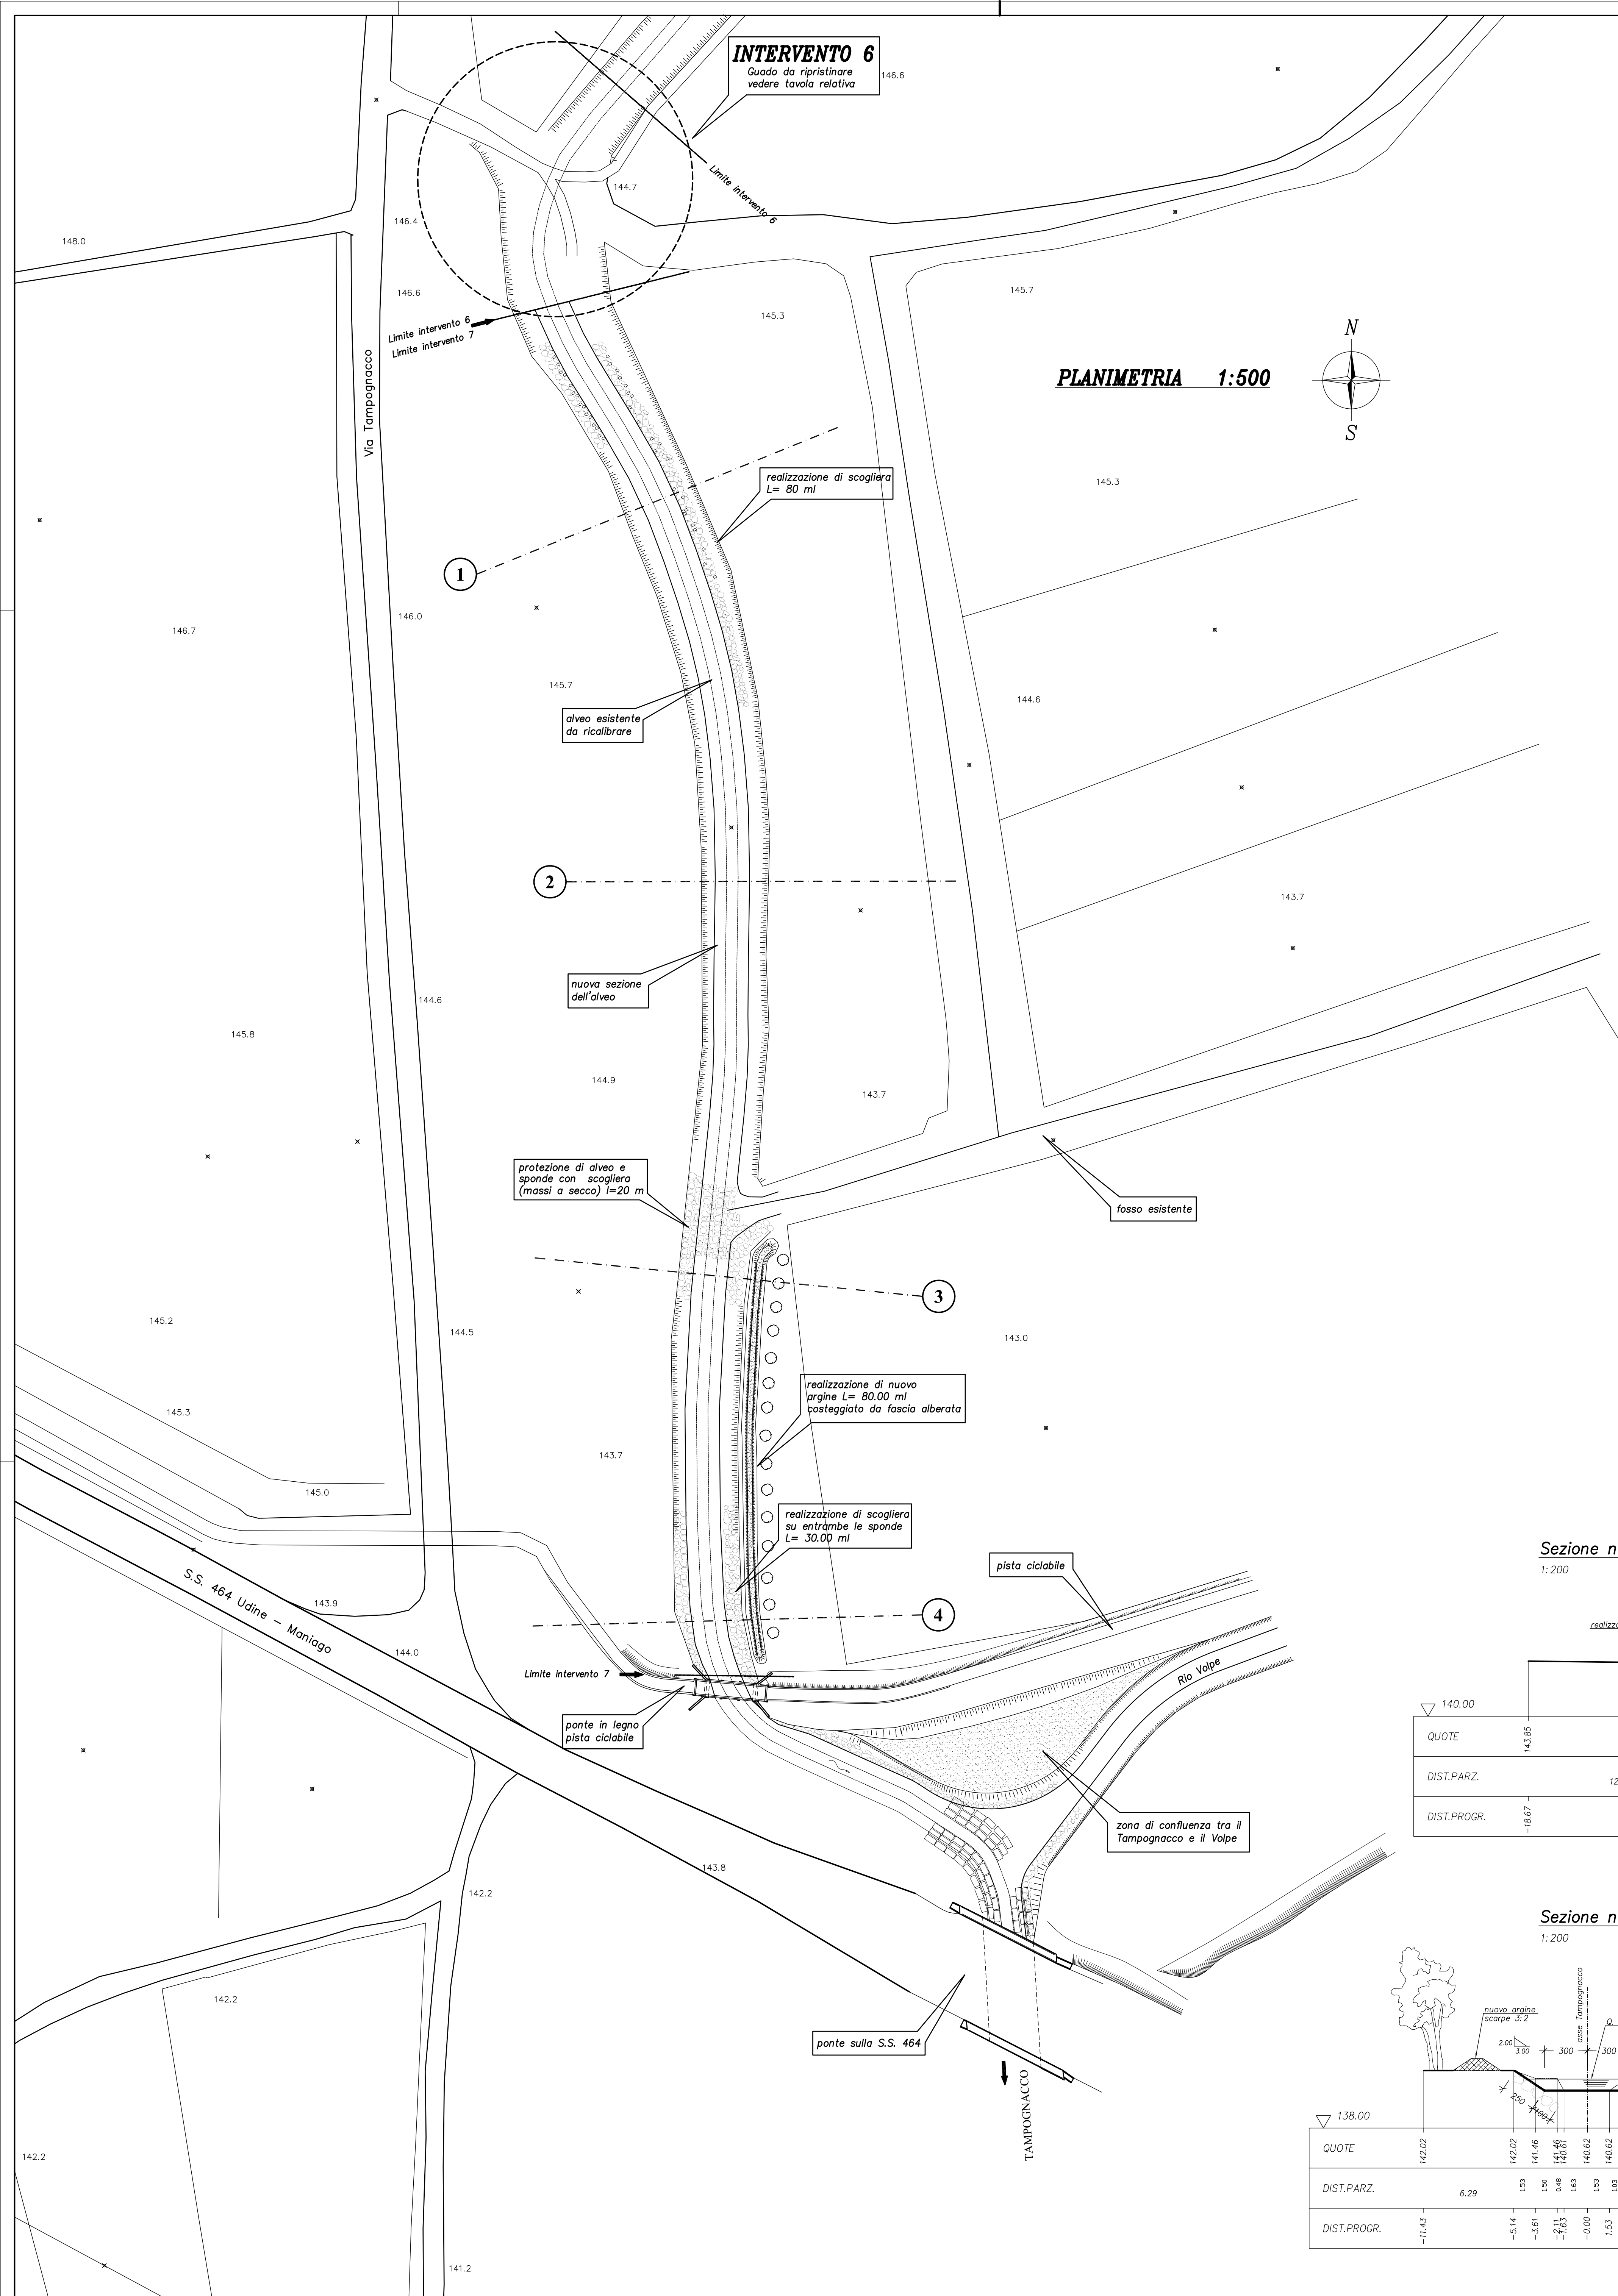 INTERVENTO 6
Guado da ripristinare
vedere tavola relativa
146.6
Limite intervento 6
144.7
146.4
148.0
146.6
145.3
145.7
Limite intervento 6
Limite intervento 7
Via Tampognacco
PLANIMETRIA 1:500
N
S
realizzazione di scogliera
L= 80 ml
145.3
1
146.0
146.7
145.7
144.6
alveo esistente
da ricalibrare
2
143.7
nuova sezione
dell'alveo
144.6
145.8
144.9
143.7
protezione di alveo e
sponde con scogliera
(massi a secco) l=20 m
fosso esistente
3
145.2
144.5
143.0
realizzazione di nuovo
argine L= 80.00 ml
costeggiato da fascia alberata
145.3
143.7
145.0
realizzazione di scogliera
su entrambe le sponde
L= 30.00 ml
pista ciclabile
S.S. 464 Udine - Maniago
143.9
4
144.0
Limite intervento 7
Rio Volpe
ponte in legno
pista ciclabile
zona di confluenza tra il
Tampognacco e il Volpe
143.8
142.2
142.2
ponte sulla S.S. 464
TAMPOGNACCO
142.2
141.2
Sezione n
1:200
realizza
140.00
QUOTE
143.85
DIST.PARZ.
12
DIST.PROGR.
-18.67
Sezione n
1:200
nuovo argine
scarpe 3:2
asse Tampognacco
Q.
2.00
3.00
300
300
250
100
138.00
QUOTE
142.02
142.02
141.46
141.46
140.61
140.62
140.62
DIST.PARZ.
6.29
1.53
1.50
0.48
1.63
1.53
1.03
DIST.PROGR.
-11.43
-5.14
-3.61
-2.11
-1.63
-0.00
1.53